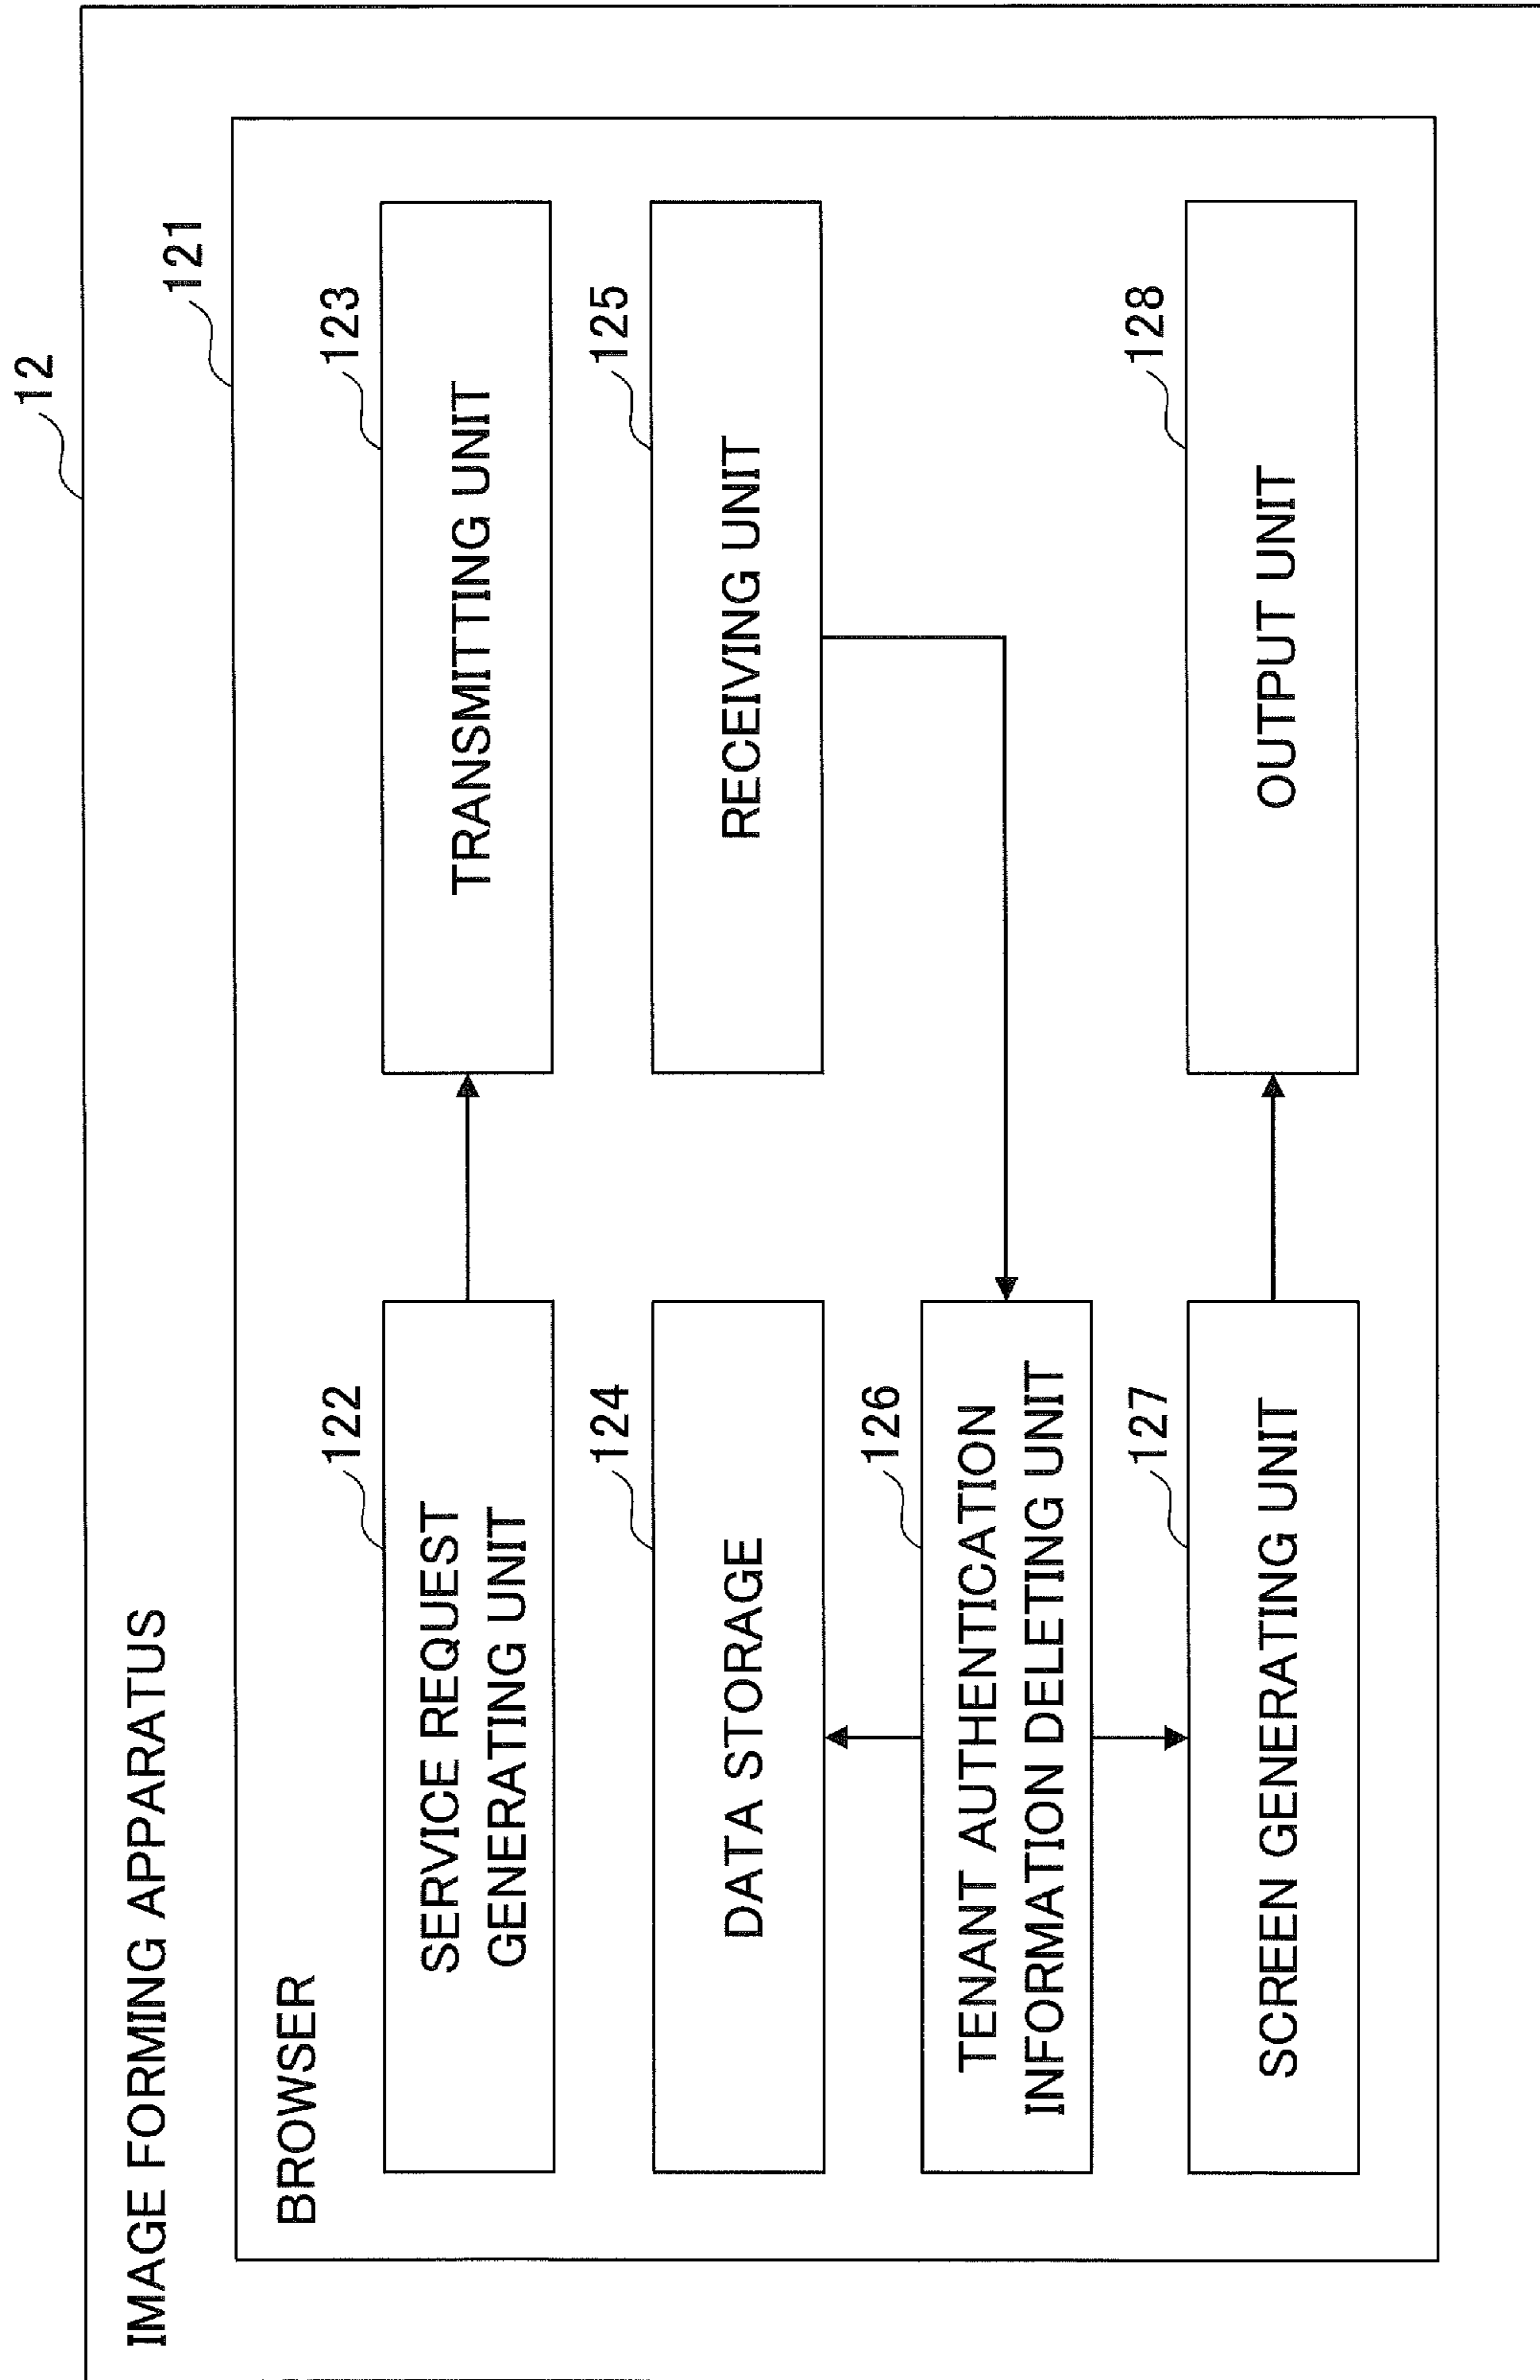 12
IMAGE FORMING APPARATUS
121
BROWSER
122
SERVICE REQUEST
GENERATING UNIT
123
TRANSMITTING UNIT
124
DATA STORAGE
125
RECEIVING UNIT
126
TENANT AUTHENTICATION
INFORMATION DELETING UNIT
127
SCREEN GENERATING UNIT
128
OUTPUT UNIT